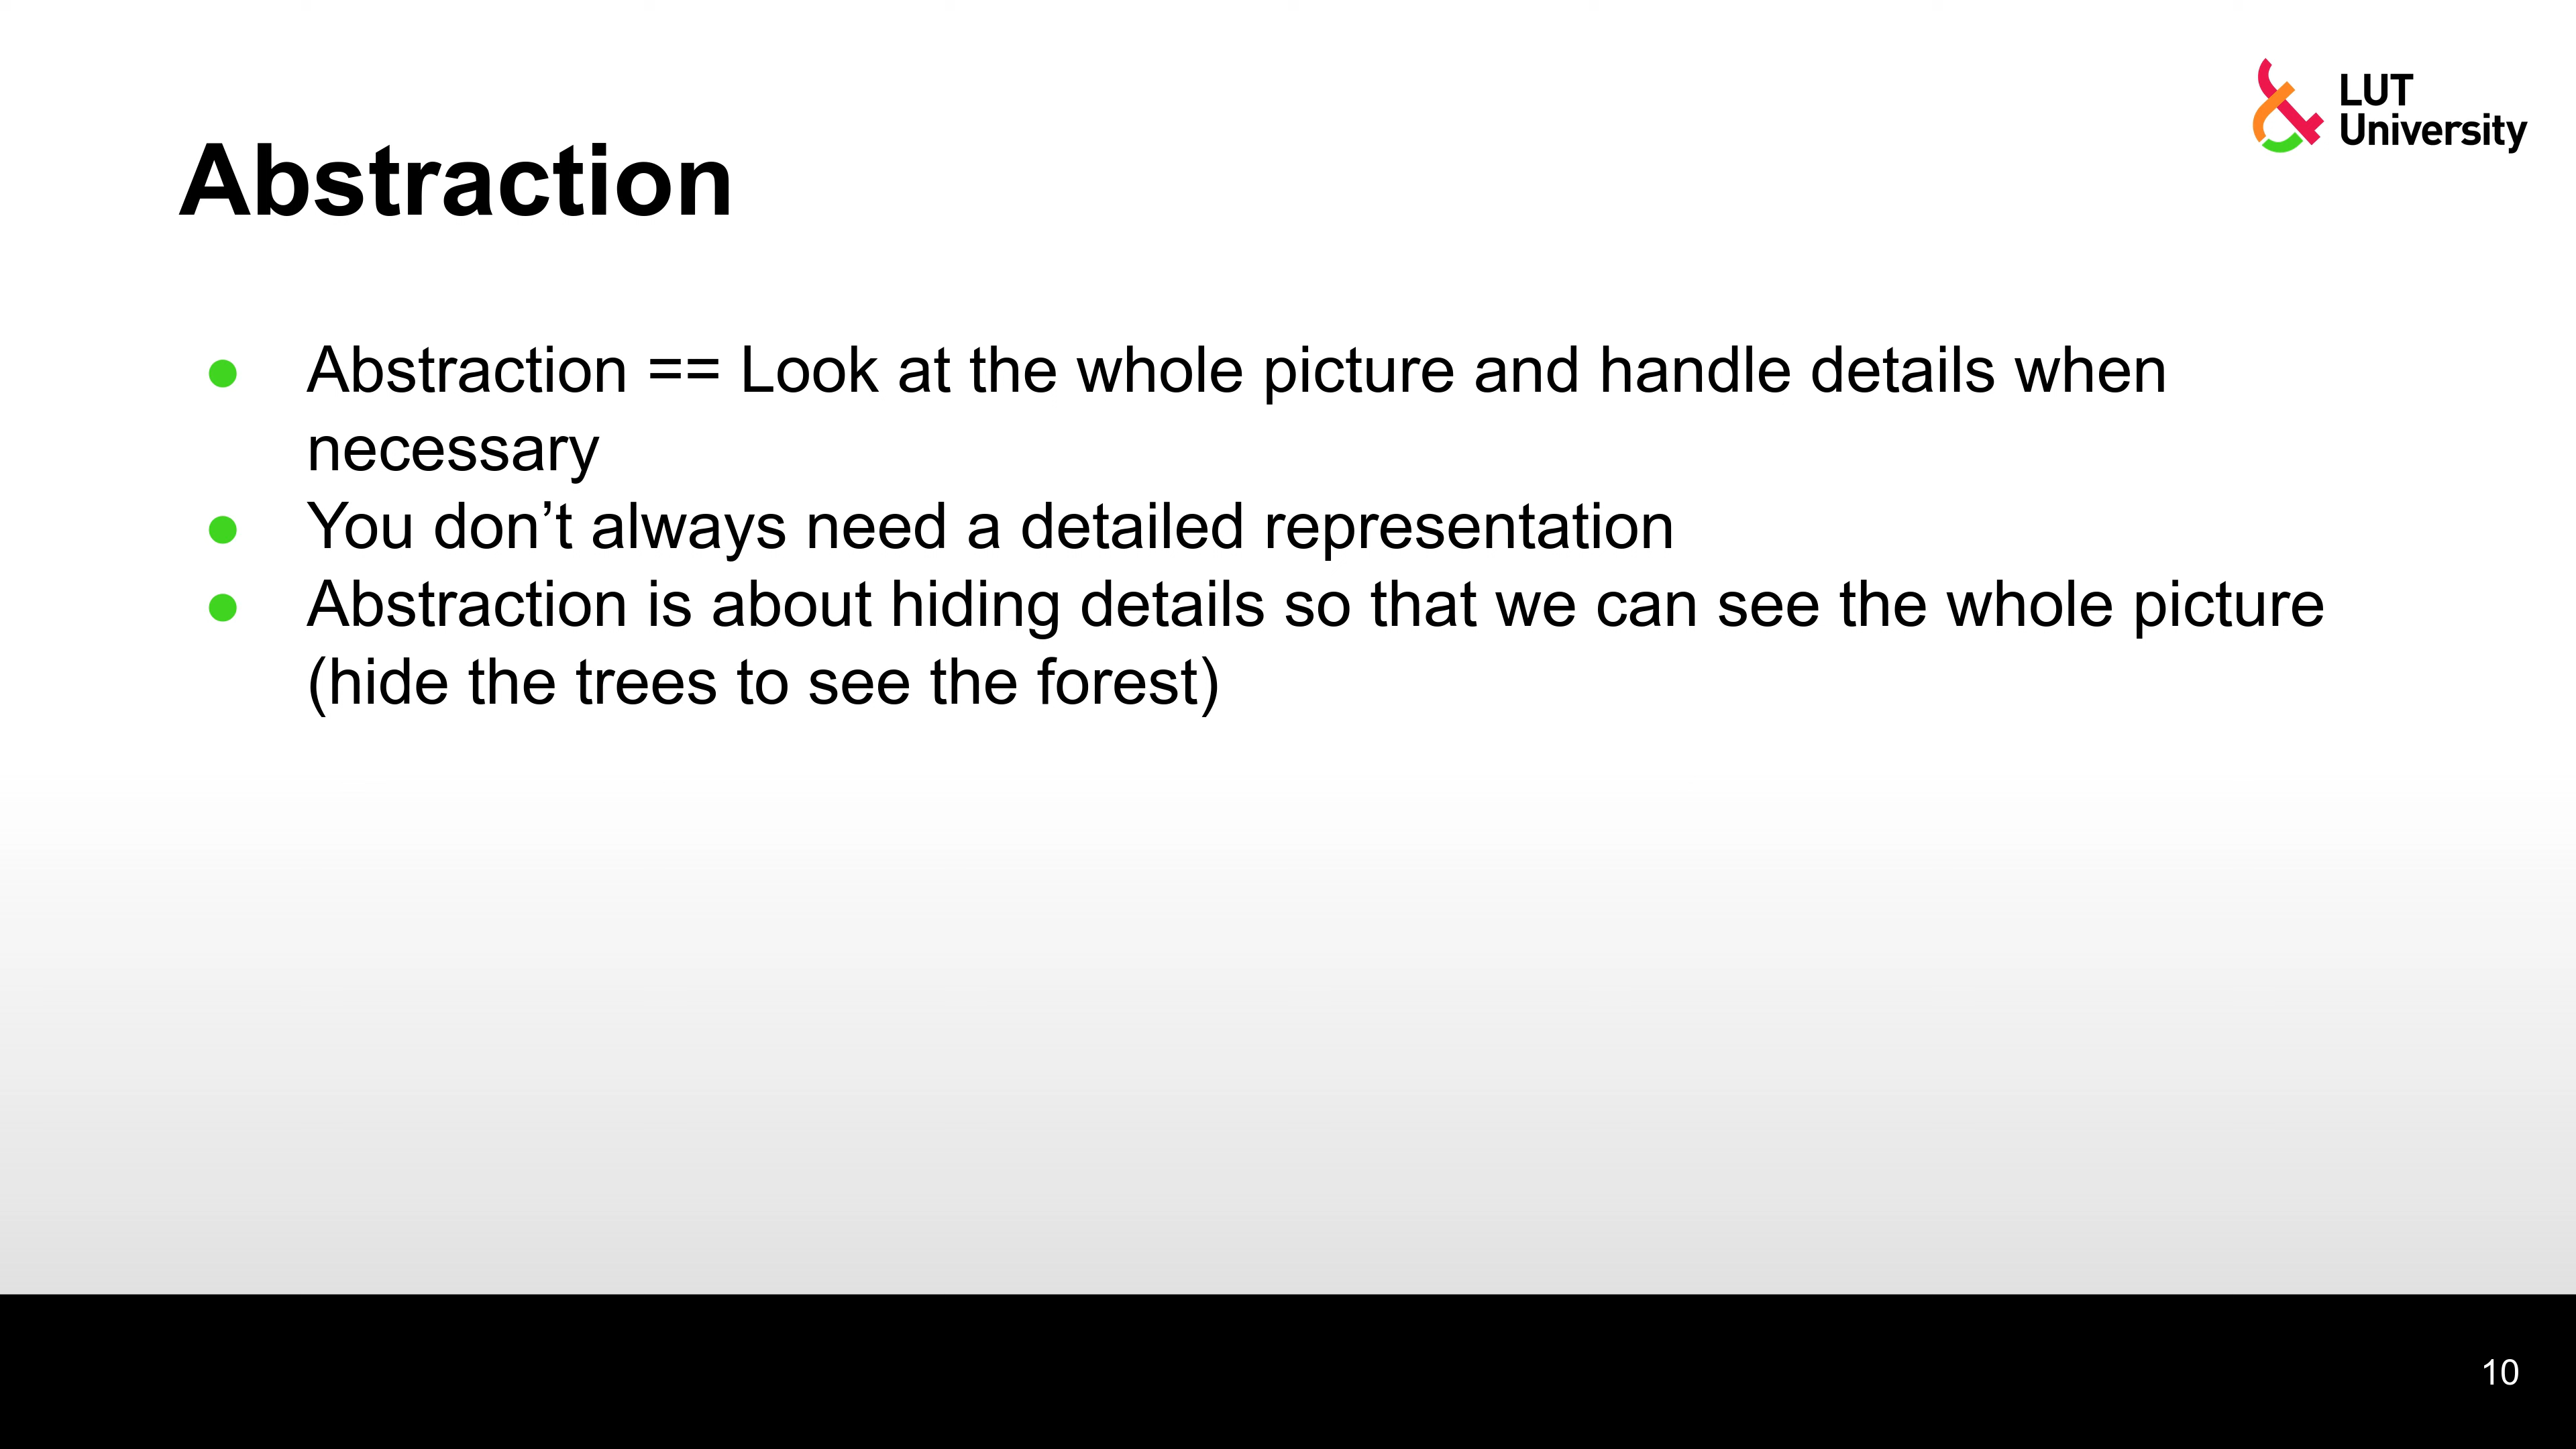 LUT
University
Abstraction
● Abstraction == Look at the whole picture and handle details when
necessary
● You don’t always need a detailed representation
● Abstraction is about hiding details so that we can see the whole picture
(hide the trees to see the forest)
10